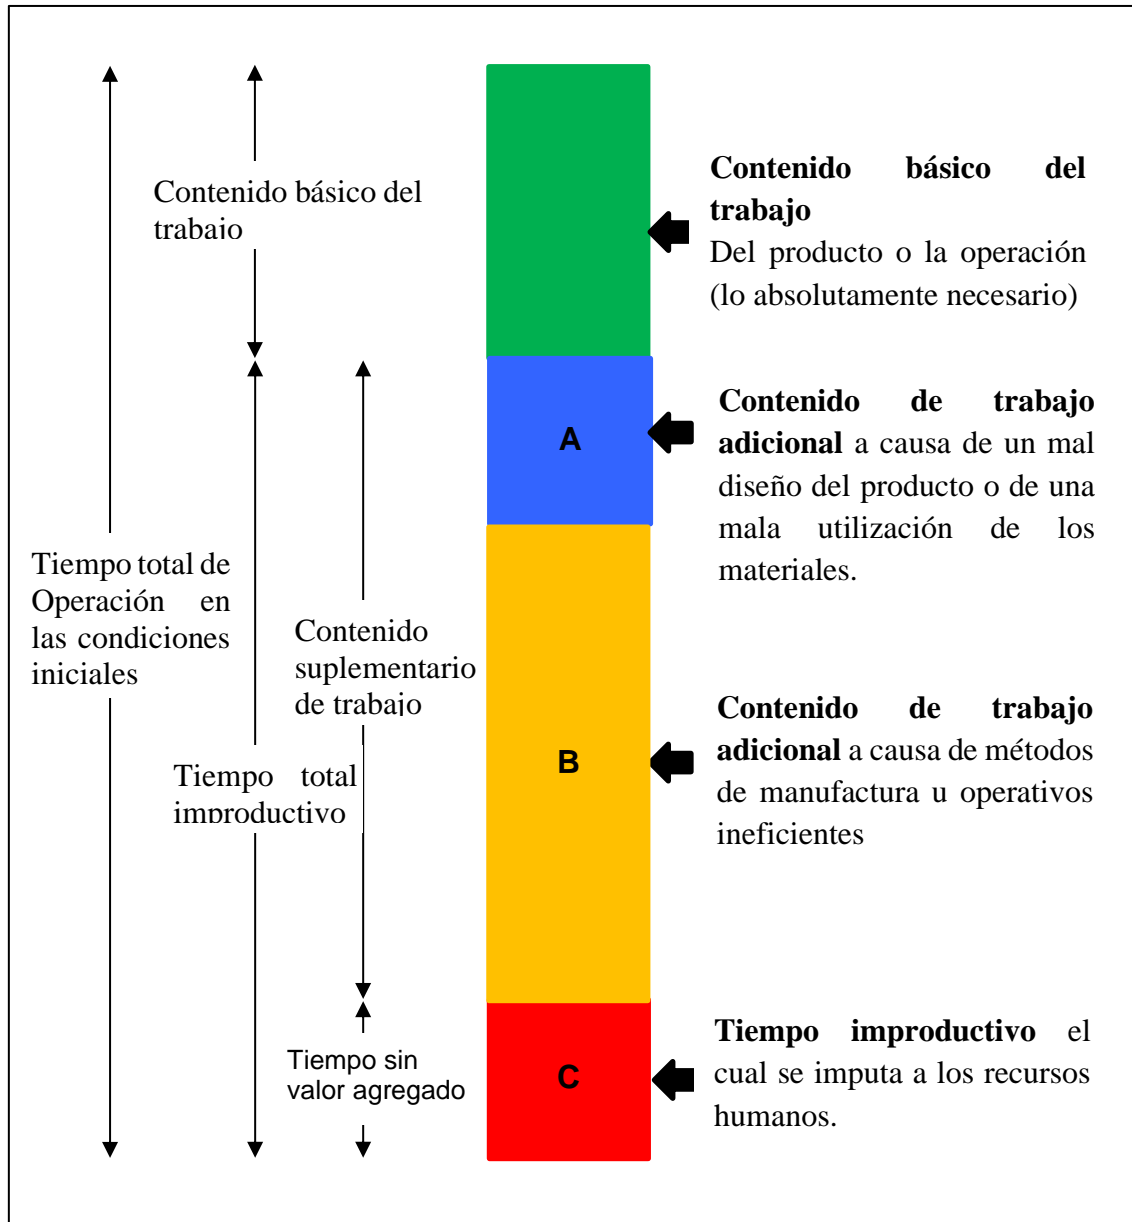 Contenido básico del
trabajo
Tiempo total de
Operación en
las condiciones
iniciales
Tiempo total
improductivo
Contenido
suplementario
de trabajo
Tiempo sin
valor agregado
A
B
C
Contenido básico del
trabajo
Del producto o la operación
(lo absolutamente necesario)
Contenido de trabajo
adicional a causa de un mal
diseño del producto o de una
mala utilización de los
materiales.
Contenido de trabajo
adicional a causa de métodos
de manufactura u operativos
ineficientes
Tiempo improductivo el
cual se imputa a los recursos
humanos.